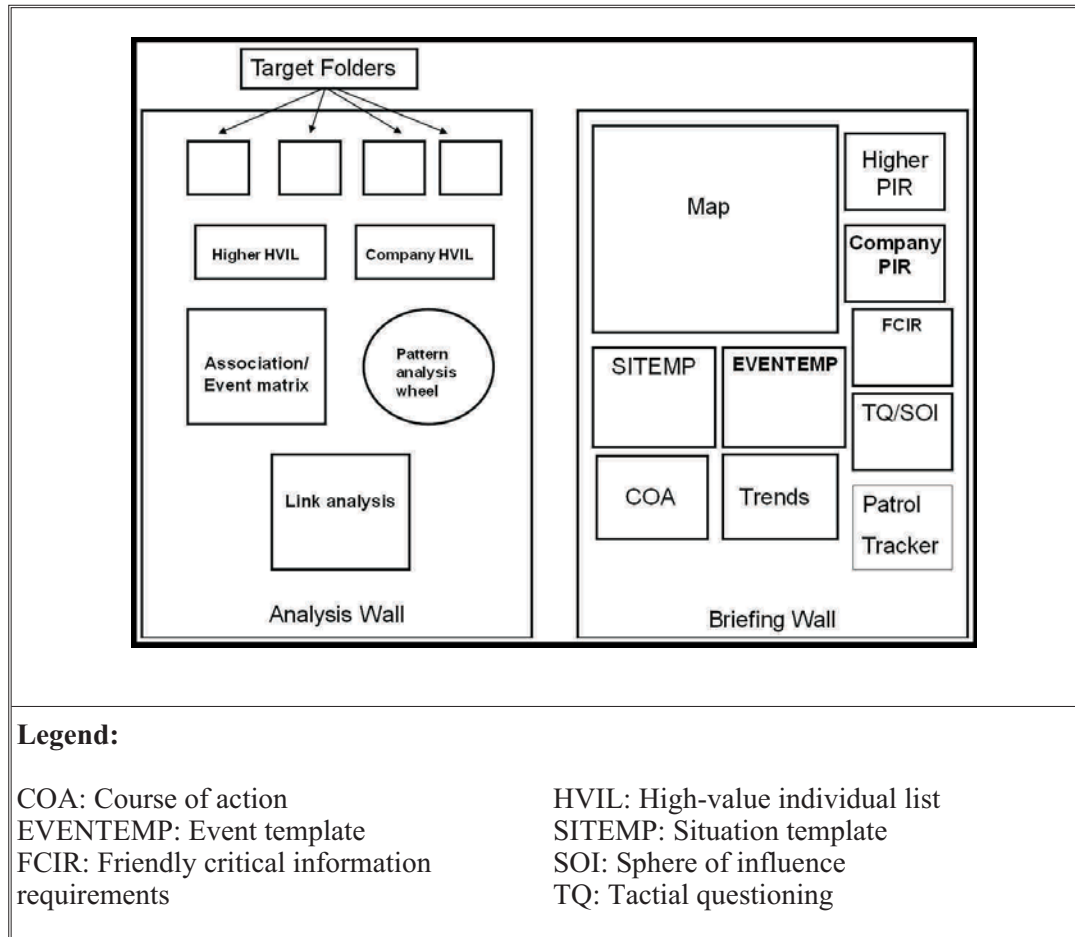 Target Folders
Higher HVIL
Company HVIL
Association/
Event matrix
Pattern
analysis
wheel
Link analysis
Analysis Wall
Map
Higher
PIR
Company
PIR
FCIR
SITEMP
EVENTEMP
TQ/SOI
COA
Trends
Patrol
Tracker
Briefing Wall
Legend:
COA: Course of action
EVENTEMP: Event template
FCIR: Friendly critical information
requirements
HVIL: High-value individual list
SITEMP: Situation template
SOI: Sphere of influence
TQ: Tactial questioning